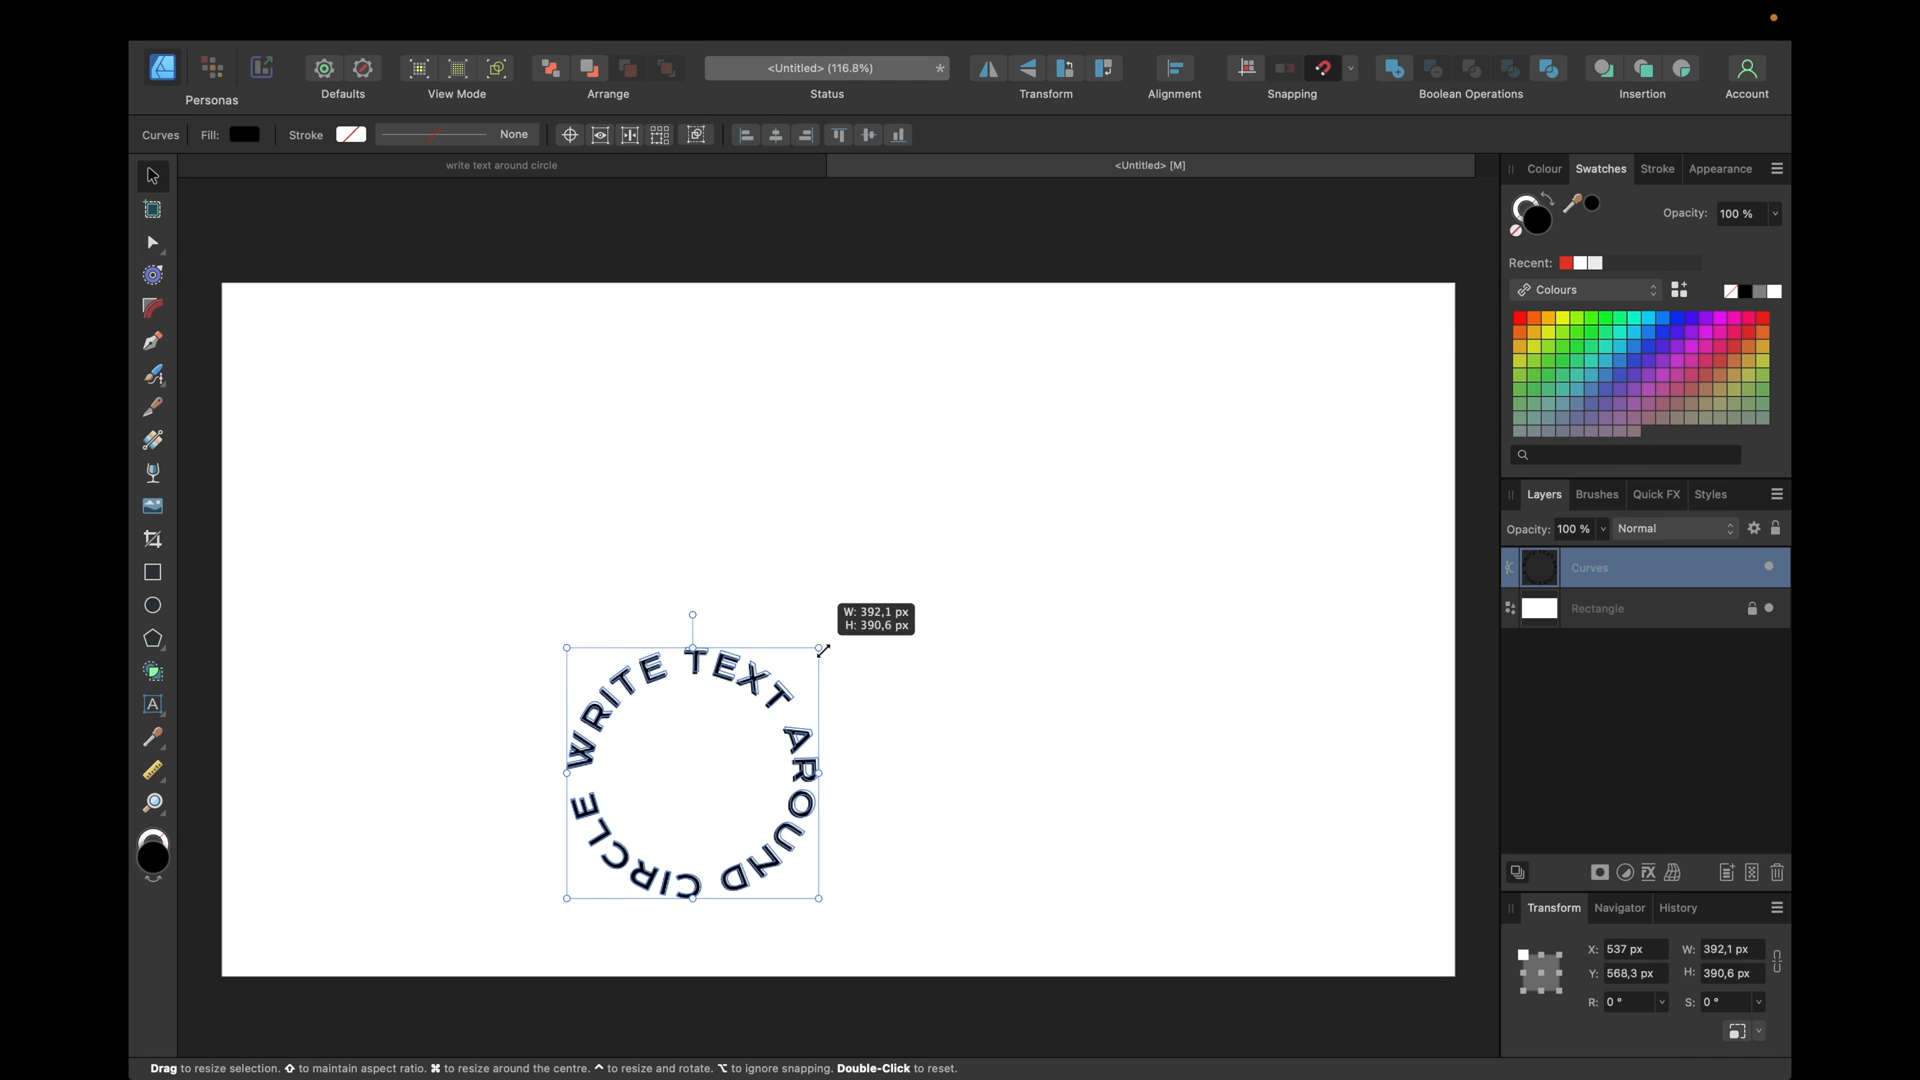 <Untitled> (116.8%)
*
Personas
Defaults
View Mode
Arrange
Status
Transform
Alignment
Snapping
Boolean Operations
Insertion
Account
Curves
Fill:
Stroke
None
write text around circle
<Untitled> [M]
Colour
Swatches
Stroke
Appearance
Opacity:
100 %
Recent:
Colours
WRITE TEXT AROUND CIRCLE
W: 392,1 px
H: 390,6 px
Layers
Brushes
Quick FX
Styles
Opacity:
100 %
Normal
Curves
Rectangle
FX
A
Transform
Navigator
History
X: 537 px
W: 392,1 px
Y: 568,3 px
H: 390,6 px
R: 0 °
S: 0 °
Drag to resize selection. ⇧ to maintain aspect ratio. ⌘ to resize around the centre. ^ to resize and rotate. ⌥ to ignore snapping. Double-Click to reset.